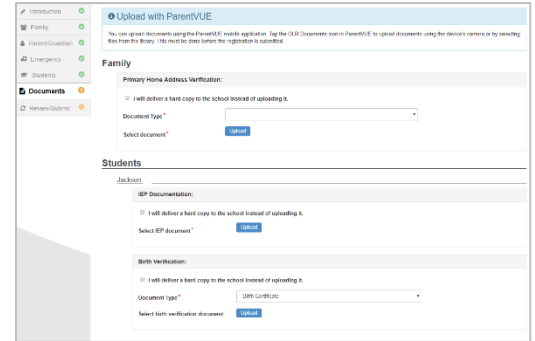 Introduction
Family
Parent/Guardian
Emergency
Students
Documents
Review/Submit
Upload with ParentVUE
You can upload documents using the ParentVUE mobile application. Tap the OLR Documents icon in ParentVUE to upload documents using the device's camera or by selecting
files from the library. This must be done before the registration is submitted.
Family
Primary Home Address Verification:
I will deliver a hard copy to the school instead of uploading it.
Document Type*
Select document* Upload
Students
Jackson
IEP Documentation:
I will deliver a hard copy to the school instead of uploading it.
Select IEP document* Upload
Birth Verification:
I will deliver a hard copy to the school instead of uploading it.
Document Type* Birth Certificate
Select birth verification document Upload